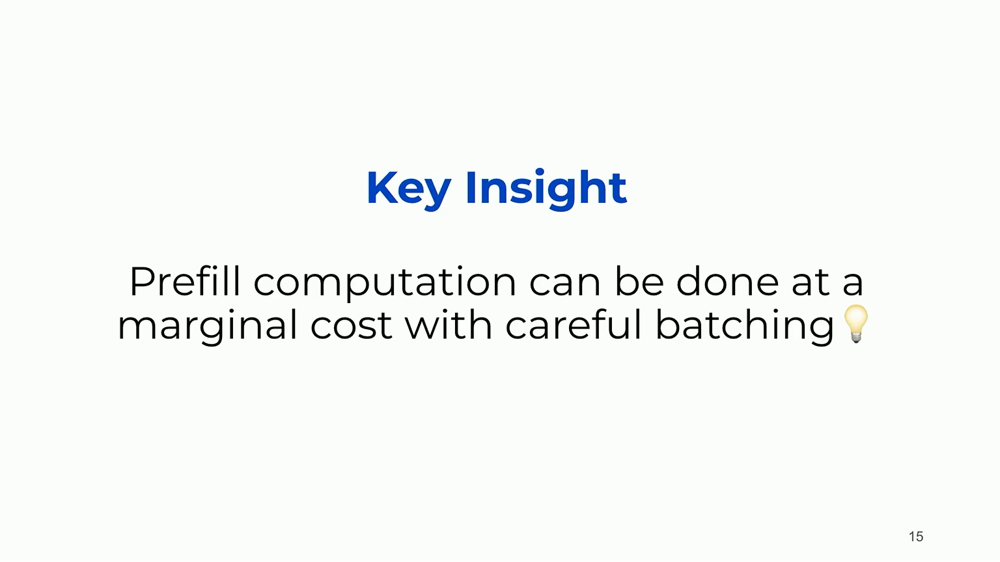 Key Insight
Prefill computation can be done at a
marginal cost with careful batching💡
15